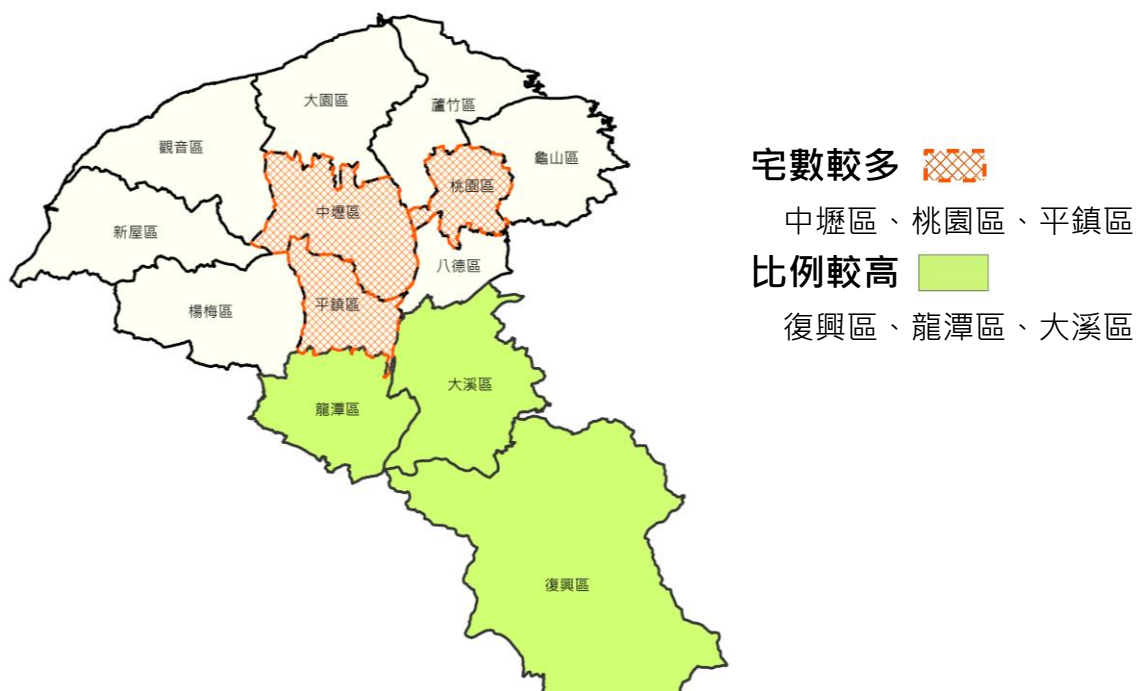 大園區
蘆竹區
觀音區
龜山區
桃園區
中壢區
新屋區
八德區
楊梅區
平鎮區
大溪區
龍潭區
復興區
宅數較多
中壢區、桃園區、平鎮區
比例較高
復興區、龍潭區、大溪區